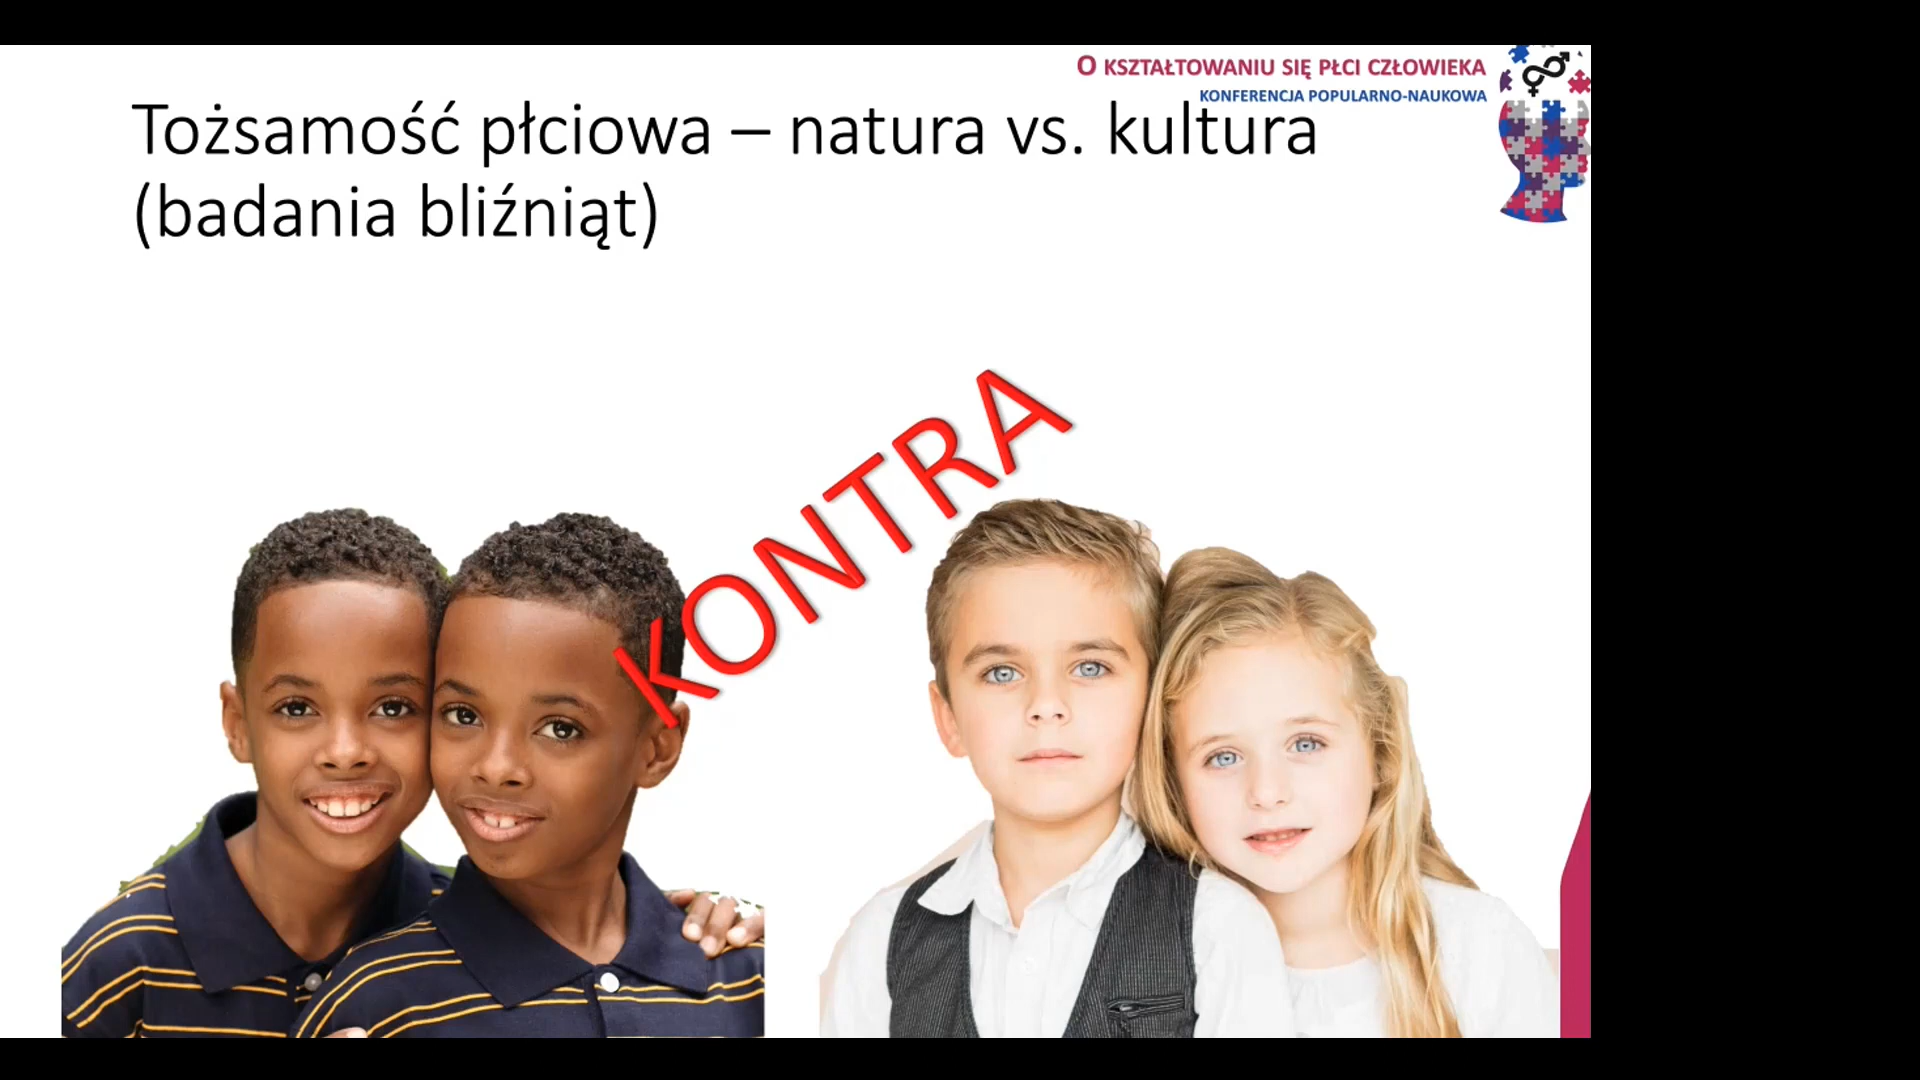 O KSZTAŁTOWANIU SIĘ PŁCI CZŁOWIEKA
KONFERENCJA POPULARNO-NAUKOWA
Tożsamość płciowa – natura vs. kultura
(badania bliźniąt)
KONTRA